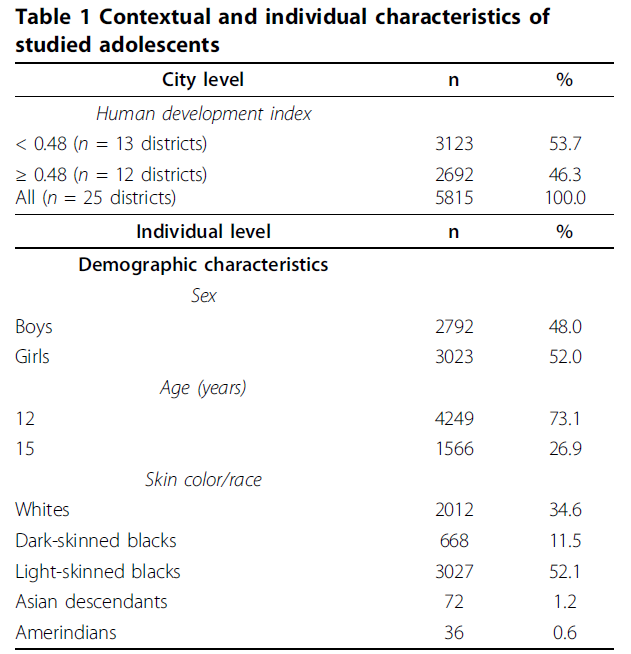 Table 1 Contextual and individual characteristics of
studied adolescents
City level n %
Human development index
< 0.48 (n = 13 districts) 3123 53.7
≥ 0.48 (n = 12 districts) 2692 46.3
All (n = 25 districts) 5815 100.0
Individual level n %
Demographic characteristics
Sex
Boys 2792 48.0
Girls 3023 52.0
Age (years)
12 4249 73.1
15 1566 26.9
Skin color/race
Whites 2012 34.6
Dark-skinned blacks 668 11.5
Light-skinned blacks 3027 52.1
Asian descendants 72 1.2
Amerindians 36 0.6